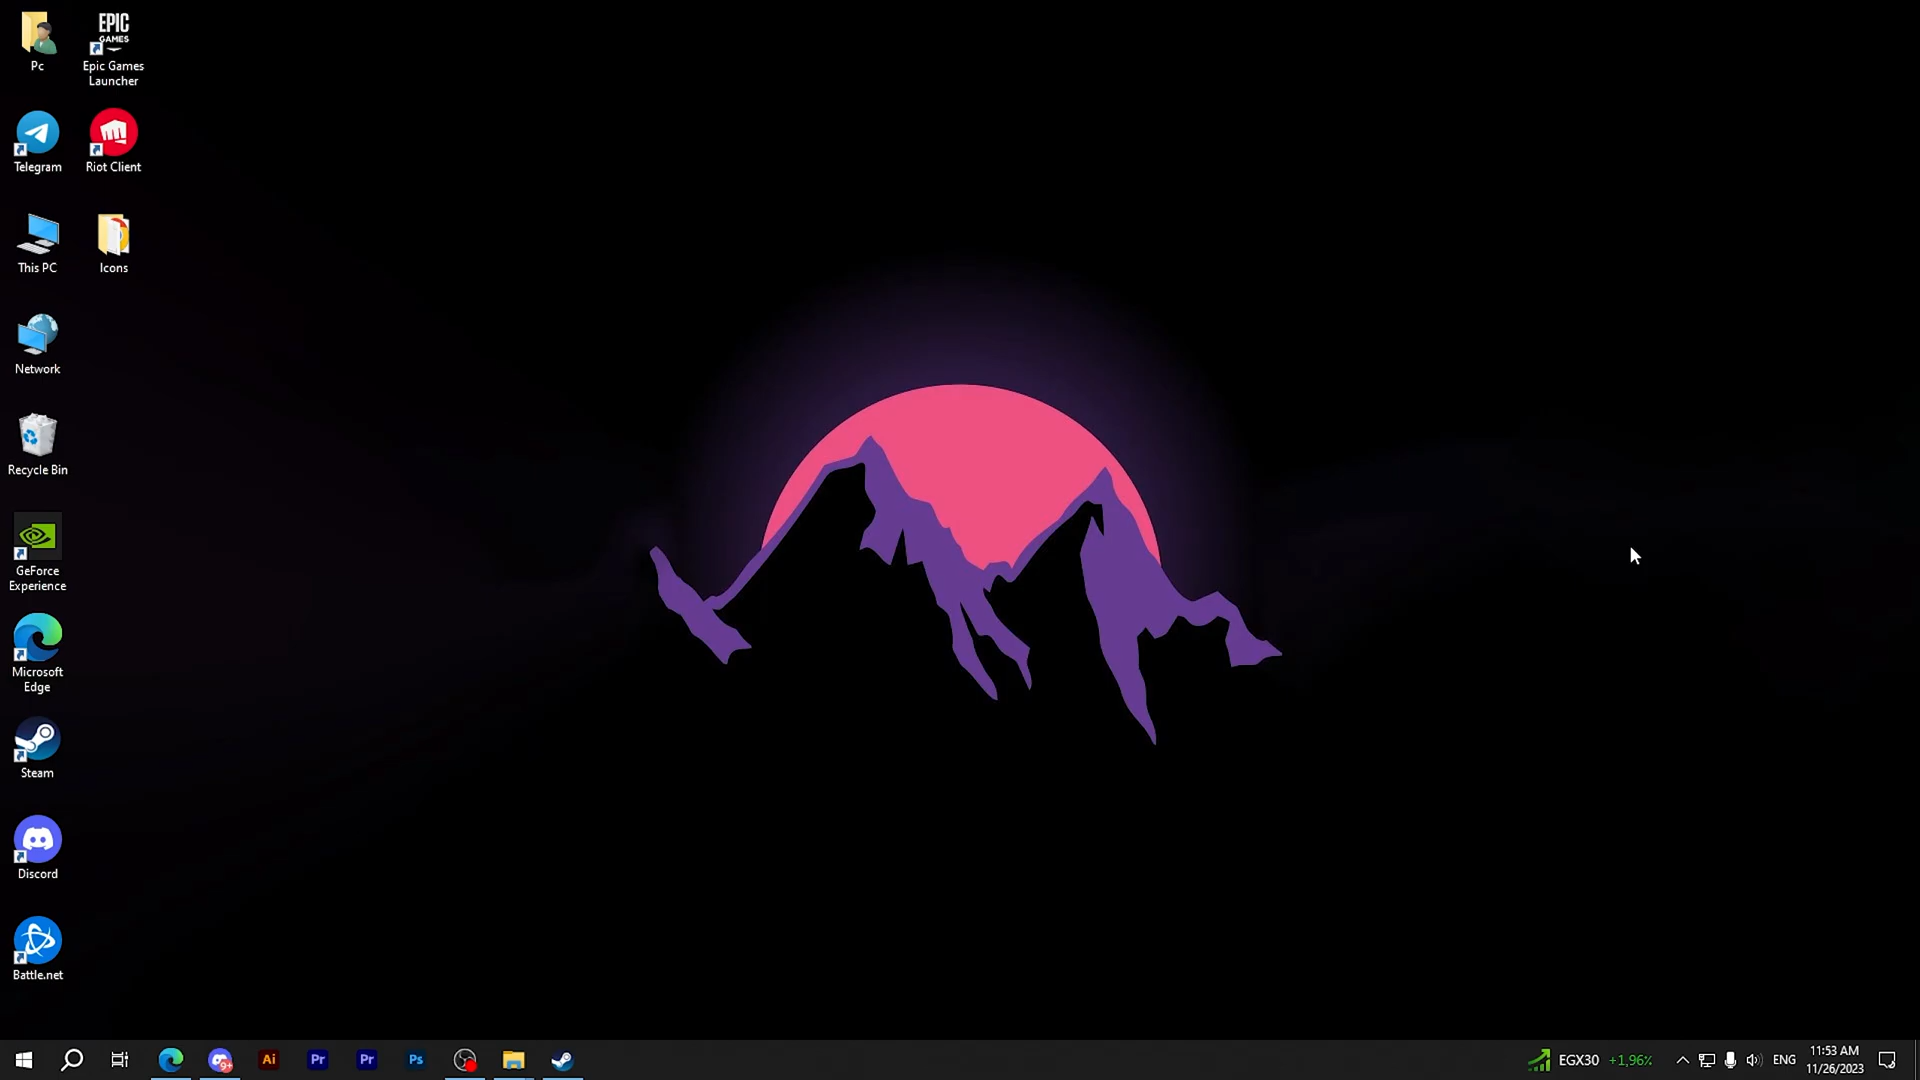 Pc
EPIC
GAMES
Epic Games
Launcher
Telegram
Riot Client
This PC
Icons
Network
Recycle Bin
GeForce
Experience
Microsoft
Edge
Steam
Discord
Battle.net
9+
Ai
Pr
Pr
Ps
EGX30 +1,96%
ENG
11:53 AM
11/26/2023